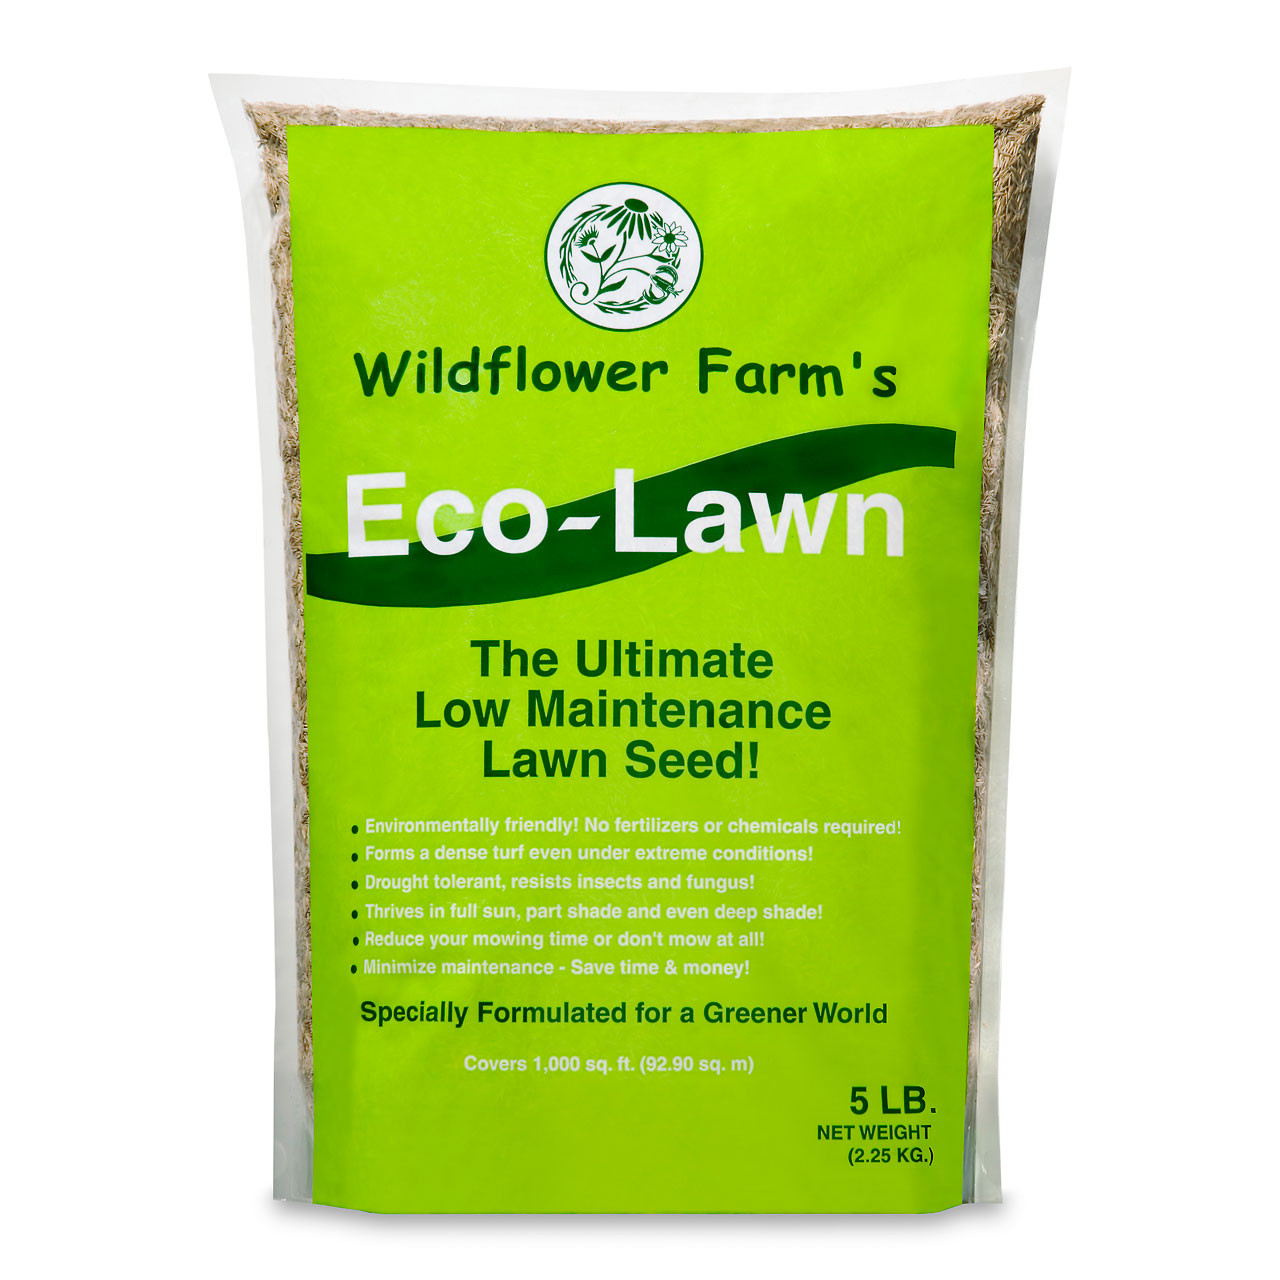 Wildflower Farm's
Eco-Lawn
The Ultimate
Low Maintenance
Lawn Seed!
• Environmentally friendly! No fertilizers or chemicals required!
• Forms a dense turf even under extreme conditions!
• Drought tolerant, resists insects and fungus!
• Thrives in full sun, part shade and even deep shade!
• Reduce your mowing time or don't mow at all!
• Minimize maintenance - Save time & money!
Specially Formulated for a Greener World
Covers 1,000 sq. ft. (92.90 sq. m)
5 LB.
NET WEIGHT
(2.25 KG.)